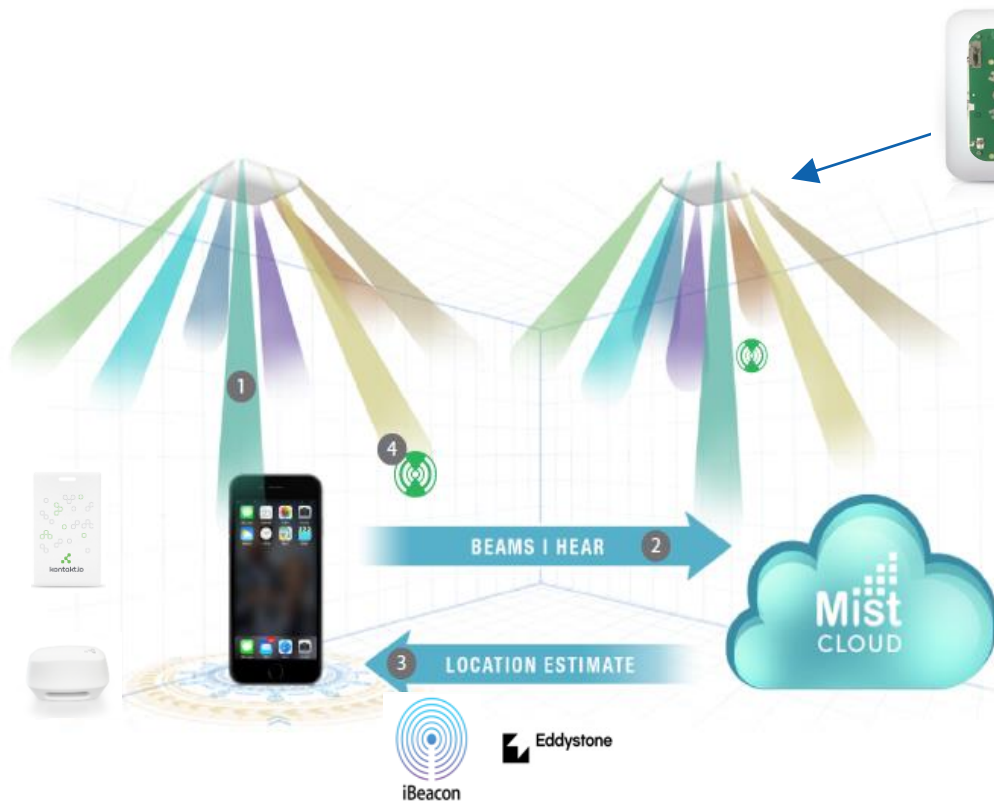 1
4
BEAMS I HEAR 2
kontakt.io
Mist
CLOUD
3 LOCATION ESTIMATE
Eddystone
iBeacon